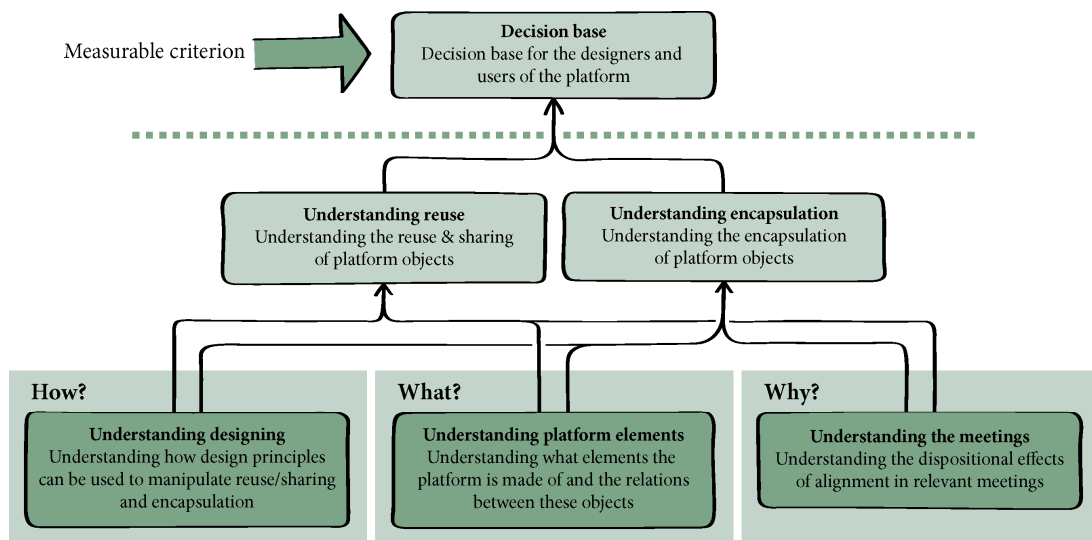 Measurable criterion
Decision base
Decision base for the designers and
users of the platform
Understanding reuse
Understanding the reuse & sharing
of platform objects
Understanding encapsulation
Understanding the encapsulation
of platform objects
How?
Understanding designing
Understanding how design principles
can be used to manipulate reuse/sharing
and encapsulation
What?
Understanding platform elements
Understanding what elements the
platform is made of and the relations
between these objects
Why?
Understanding the meetings
Understanding the dispositional effects
of alignment in relevant meetings